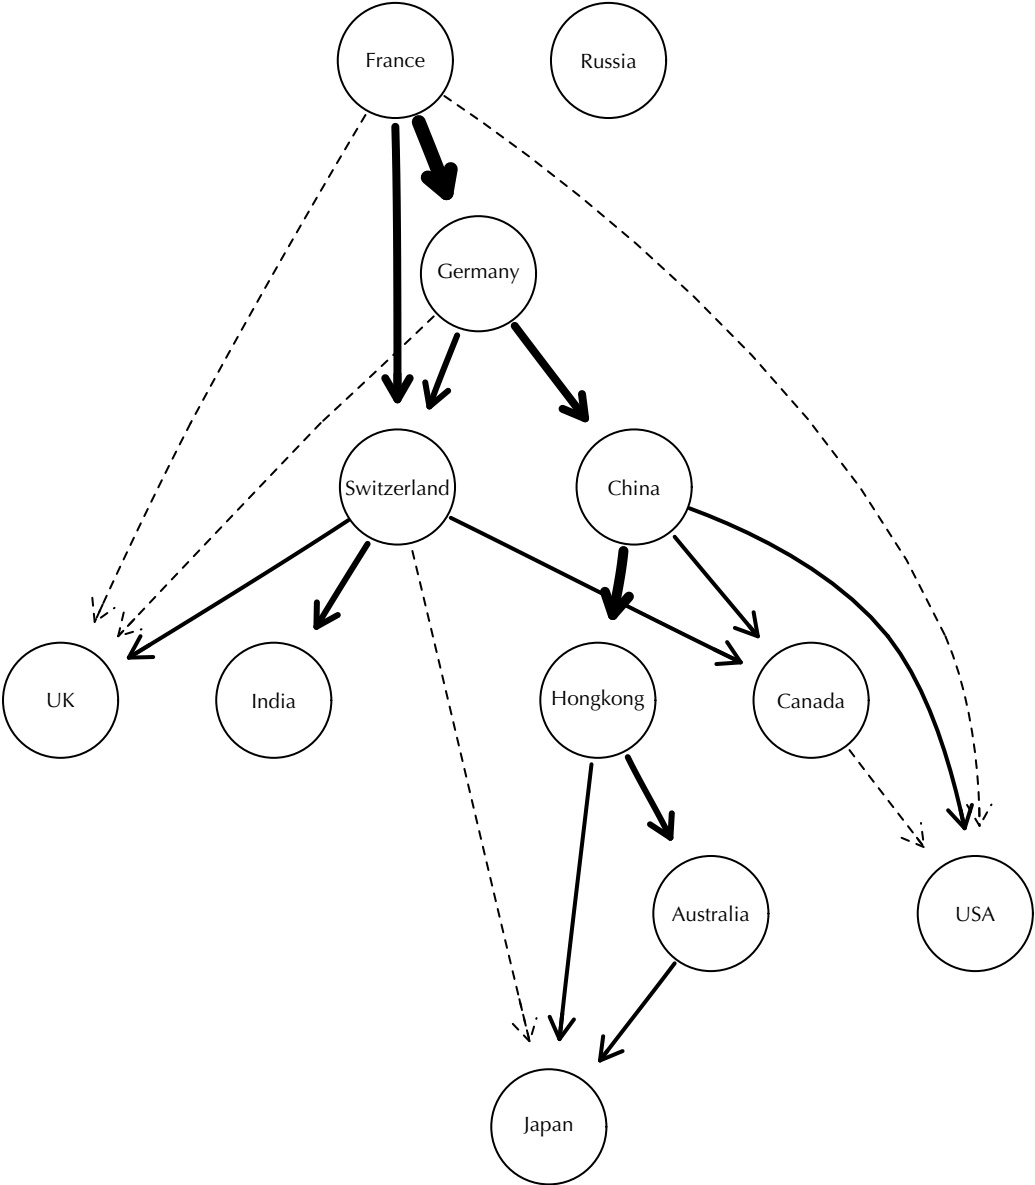 France
Russia
Germany
Switzerland
China
UK
India
Hongkong
Canada
Australia
USA
Japan